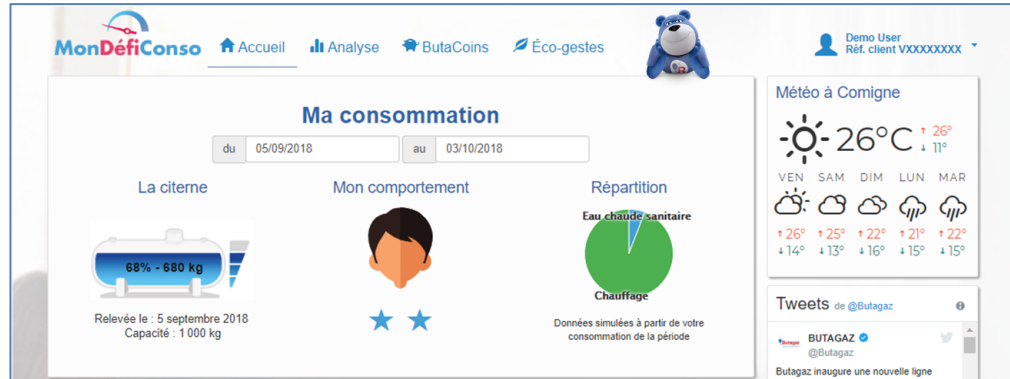 MonDéfiConso Accueil Analyse ButaCoins Éco-gestes
Demo User
Réf. client VXXXXXXXX
Ma consommation
du 05/09/2018 au 03/10/2018
La citerne
68% - 680 kg
Relevée le : 5 septembre 2018
Capacité : 1 000 kg
Mon comportement
Répartition
Eau chaude sanitaire
Chauffage
Données simulées à partir de votre
consommation de la période
Météo à Comigne
26°C ↑ 26°
↓ 11°
VEN SAM DIM LUN MAR
↑ 26° ↑ 25° ↑ 22° ↑ 21° ↑ 22°
↓ 14° ↓ 13° ↓ 16° ↓ 15° ↓ 15°
Tweets de @Butagaz
Butagaz
BUTAGAZ
@Butagaz
Butagaz inaugure une nouvelle ligne